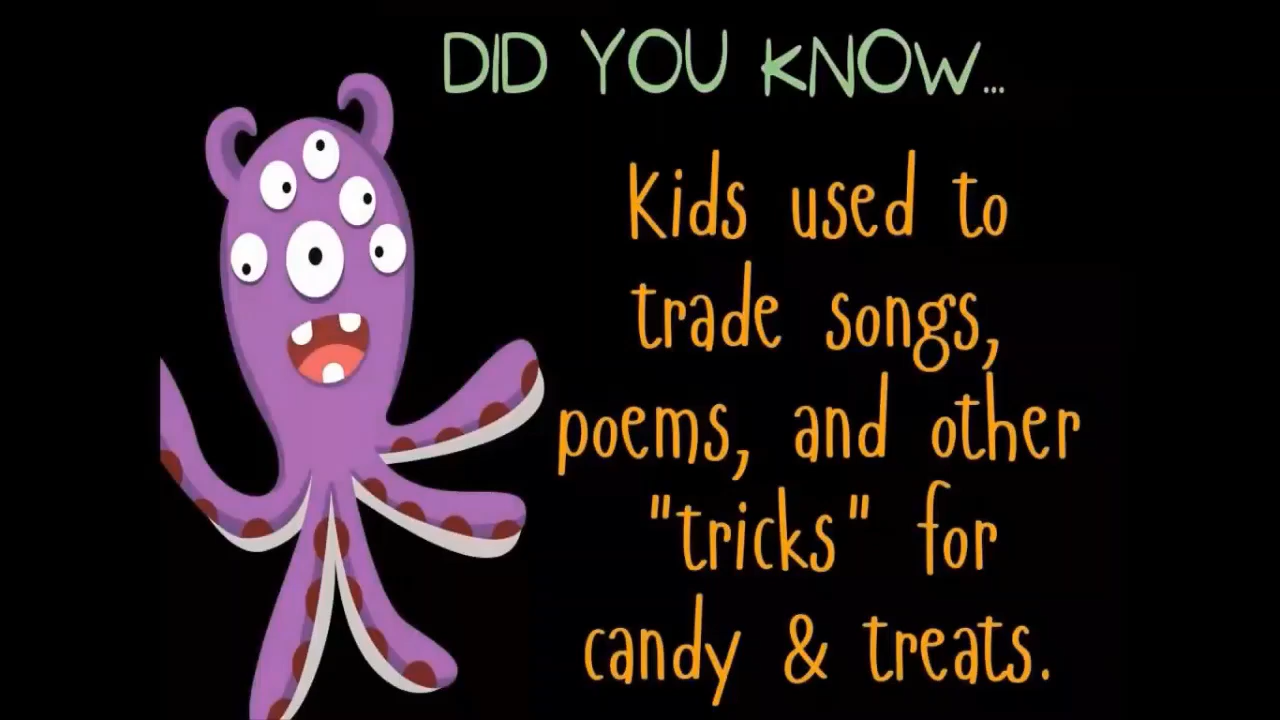 DID YOU KNOW...
Kids used to
trade songs,
poems, and other
"tricks" for
candy & treats.